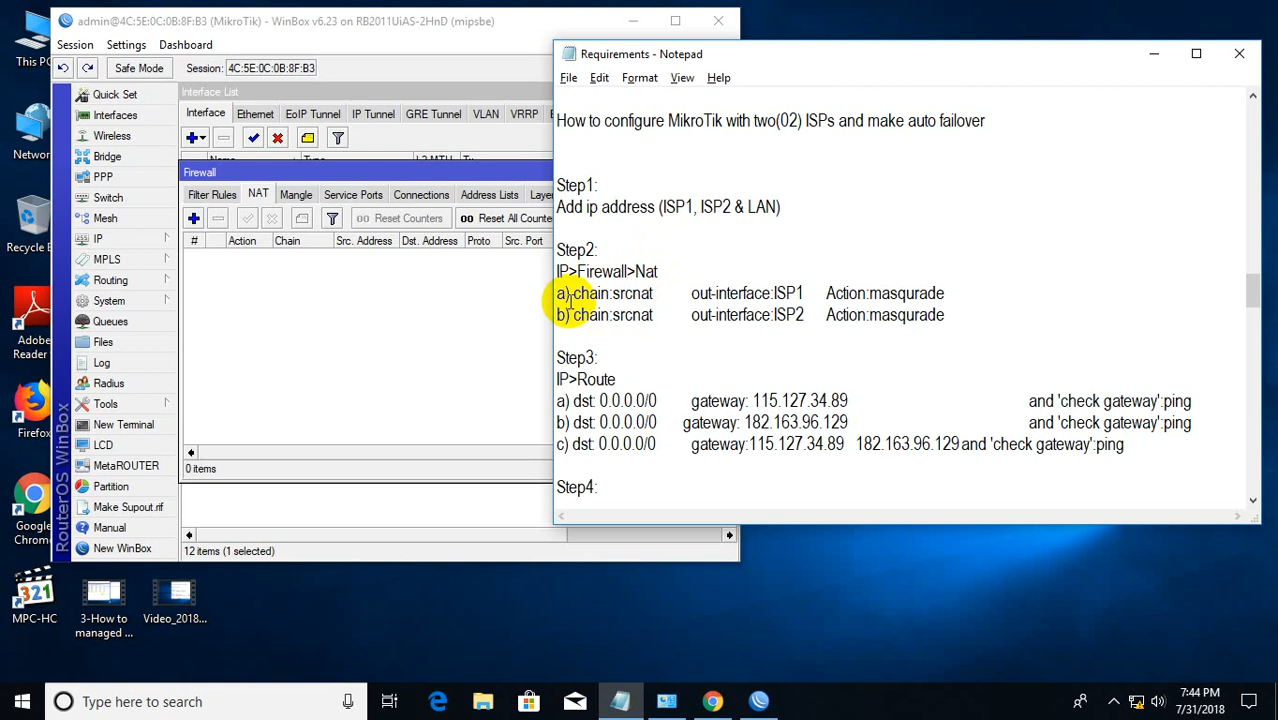 This PC
Network
Recycle B
Adobe
Reader
Firefox
Google
Chrome
MPC-HC
3-How to
managed ...
Video_2018...
admin@4C:5E:0C:0B:8F:B3 (MikroTik) - WinBox v6.23 on RB2011UiAS-2HnD (mipsbe)
Session Settings Dashboard
Safe Mode Session: 4C:5E:0C:0B:8F:B3
RouterOS WinBox
Quick Set
Interfaces
Wireless
Bridge
PPP
Switch
Mesh
IP
MPLS
Routing
System
Queues
Files
Log
Radius
Tools
New Terminal
LCD
MetaROUTER
Partition
Make Supout.rif
Manual
New WinBox
Interface List
Interface Ethernet EoIP Tunnel IP Tunnel GRE Tunnel VLAN VRRP
Name Type L2 MTU Tx
Firewall
Filter Rules NAT Mangle Service Ports Connections Address Lists Laye
Reset Counters 00 Reset All Counte
# Action Chain Src. Address Dst. Address Proto Src. Port
0 items
12 items (1 selected)
Requirements - Notepad
File Edit Format View Help
How to configure MikroTik with two(02) ISPs and make auto failover
Step1:
Add ip address (ISP1, ISP2 & LAN)
Step2:
IP>Firewall>Nat
a) chain:srcnat out-interface:ISP1 Action:masqurade
b) chain:srcnat out-interface:ISP2 Action:masqurade
Step3:
IP>Route
a) dst: 0.0.0.0/0 gateway: 115.127.34.89 and 'check gateway':ping
b) dst: 0.0.0.0/0 gateway: 182.163.96.129 and 'check gateway':ping
c) dst: 0.0.0.0/0 gateway:115.127.34.89 182.163.96.129 and 'check gateway':ping
Step4:
Type here to search
7:44 PM
7/31/2018